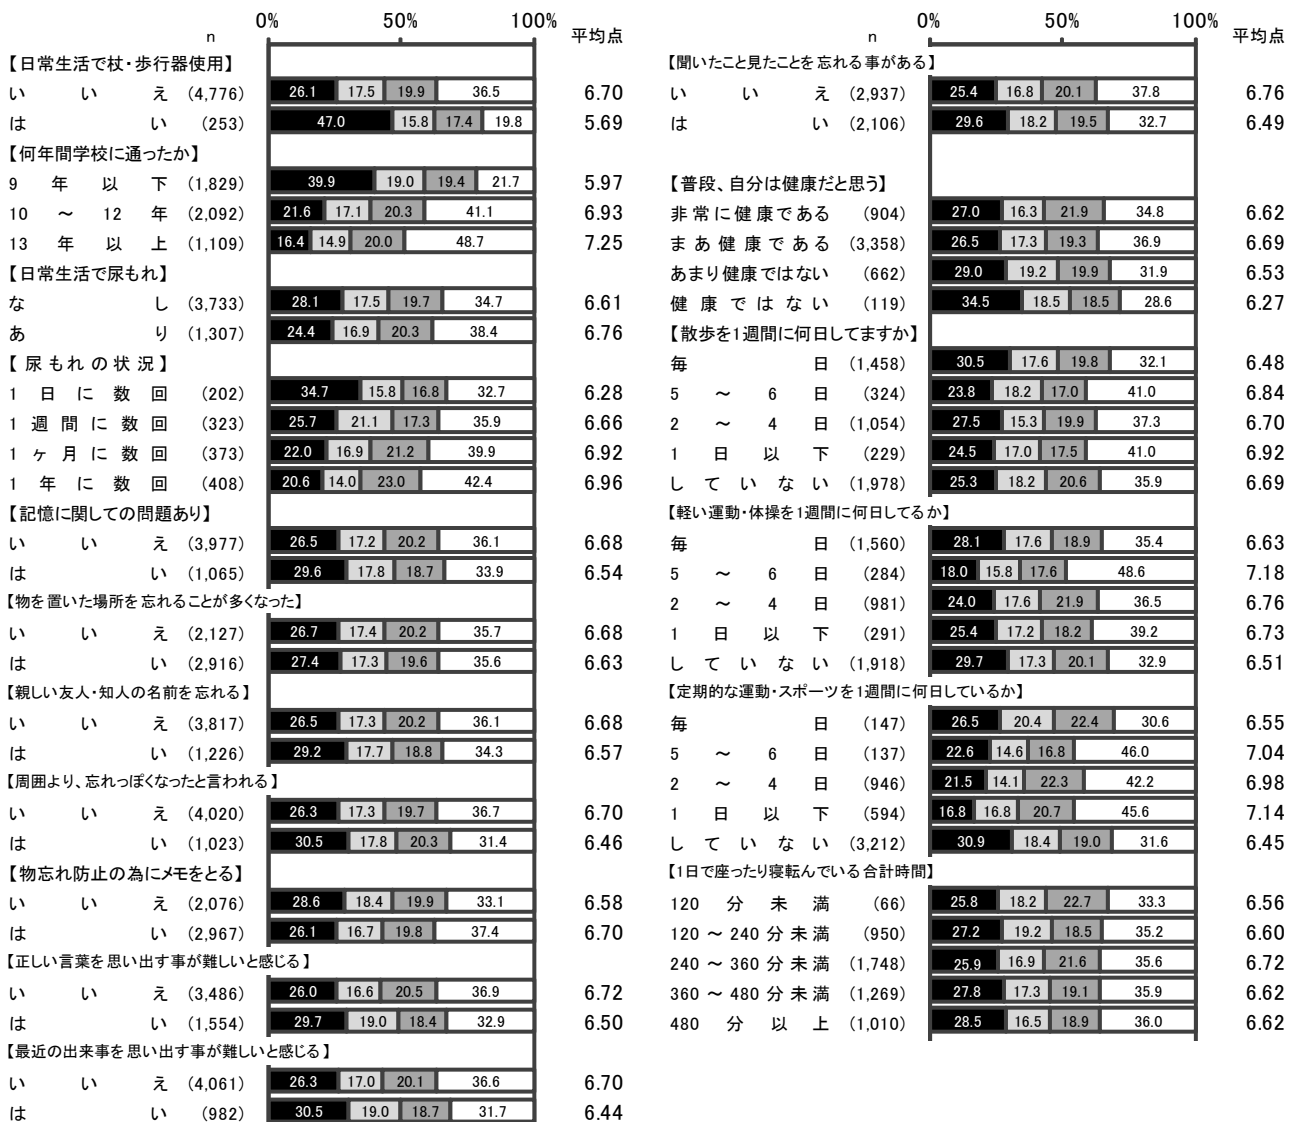 0% 50% 100%
n 平均点
【日常生活で杖・歩行器使用】
いいえ (4,776) 26.1 17.5 19.9 36.5 6.70
はい (253) 47.0 15.8 17.4 19.8 5.69
【何年間学校に通ったか】
9年以下 (1,829) 39.9 19.0 19.4 21.7 5.97
10～12年 (2,092) 21.6 17.1 20.3 41.1 6.93
13年以上 (1,109) 16.4 14.9 20.0 48.7 7.25
【日常生活で尿もれ】
なし (3,733) 28.1 17.5 19.7 34.7 6.61
あり (1,307) 24.4 16.9 20.3 38.4 6.76
【尿もれの状況】
1日に数回 (202) 34.7 15.8 16.8 32.7 6.28
1週間に数回 (323) 25.7 21.1 17.3 35.9 6.66
1ヶ月に数回 (373) 22.0 16.9 21.2 39.9 6.92
1年に数回 (408) 20.6 14.0 23.0 42.4 6.96
【記憶に関しての問題あり】
いいえ (3,977) 26.5 17.2 20.2 36.1 6.68
はい (1,065) 29.6 17.8 18.7 33.9 6.54
【物を置いた場所を忘れることが多くなった】
いいえ (2,127) 26.7 17.4 20.2 35.7 6.68
はい (2,916) 27.4 17.3 19.6 35.6 6.63
【親しい友人・知人の名前を忘れる】
いいえ (3,817) 26.5 17.3 20.2 36.1 6.68
はい (1,226) 29.2 17.7 18.8 34.3 6.57
【周囲より、忘れっぽくなったと言われる】
いいえ (4,020) 26.3 17.3 19.7 36.7 6.70
はい (1,023) 30.5 17.8 20.3 31.4 6.46
【物忘れ防止の為にメモをとる】
いいえ (2,076) 28.6 18.4 19.9 33.1 6.58
はい (2,967) 26.1 16.7 19.8 37.4 6.70
【正しい言葉を思い出す事が難しいと感じる】
いいえ (3,486) 26.0 16.6 20.5 36.9 6.72
はい (1,554) 29.7 19.0 18.4 32.9 6.50
【最近の出来事を思い出す事が難しいと感じる】
いいえ (4,061) 26.3 17.0 20.1 36.6 6.70
はい (982) 30.5 19.0 18.7 31.7 6.44
0% 50% 100%
n 平均点
【聞いたこと見たことを忘れる事がある】
いいえ (2,937) 25.4 16.8 20.1 37.8 6.76
はい (2,106) 29.6 18.2 19.5 32.7 6.49
【普段、自分は健康だと思う】
非常に健康である (904) 27.0 16.3 21.9 34.8 6.62
まあ健康である (3,358) 26.5 17.3 19.3 36.9 6.69
あまり健康ではない (662) 29.0 19.2 19.9 31.9 6.53
健康ではない (119) 34.5 18.5 18.5 28.6 6.27
【散歩を1週間に何日してますか】
毎日 (1,458) 30.5 17.6 19.8 32.1 6.48
5～6日 (324) 23.8 18.2 17.0 41.0 6.84
2～4日 (1,054) 27.5 15.3 19.9 37.3 6.70
1日以下 (229) 24.5 17.0 17.5 41.0 6.92
していない (1,978) 25.3 18.2 20.6 35.9 6.69
【軽い運動・体操を1週間に何日してるか】
毎日 (1,560) 28.1 17.6 18.9 35.4 6.63
5～6日 (284) 18.0 15.8 17.6 48.6 7.18
2～4日 (981) 24.0 17.6 21.9 36.5 6.76
1日以下 (291) 25.4 17.2 18.2 39.2 6.73
していない (1,918) 29.7 17.3 20.1 32.9 6.51
【定期的な運動・スポーツを1週間に何日しているか】
毎日 (147) 26.5 20.4 22.4 30.6 6.55
5～6日 (137) 22.6 14.6 16.8 46.0 7.04
2～4日 (946) 21.5 14.1 22.3 42.2 6.98
1日以下 (594) 16.8 16.8 20.7 45.6 7.14
していない (3,212) 30.9 18.4 19.0 31.6 6.45
【1日で座ったり寝転んでいる合計時間】
120分未満 (66) 25.8 18.2 22.7 33.3 6.56
120～240分未満 (950) 27.2 19.2 18.5 35.2 6.60
240～360分未満 (1,748) 25.9 16.9 21.6 35.6 6.72
360～480分未満 (1,269) 27.8 17.3 19.1 35.9 6.62
480分以上 (1,010) 28.5 16.5 18.9 36.0 6.62